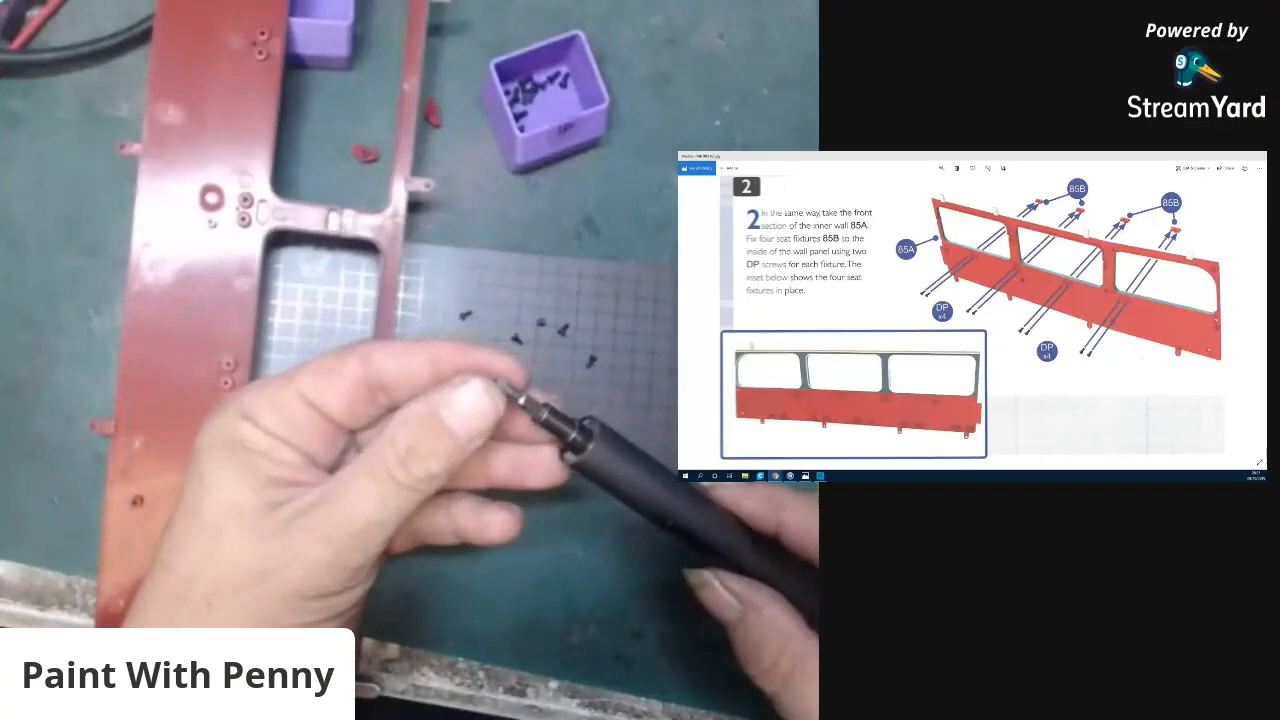 Powered by
StreamYard
2
2 In the same way, take the front
section of the inner wall 85A.
Fix four seat fixtures 85B to the
inside of the wall panel using two
DP screws for each fixture. The
inset below shows the four seat
fixtures in place.
85B
85B
85A
DP
x4
DP
x4
Paint With Penny